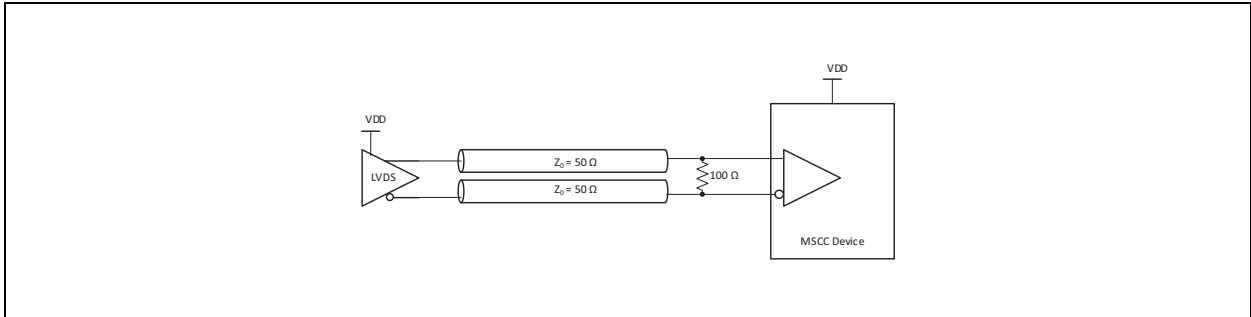 VDD
VDD
Z₀ = 50 Ω
LVDS
100 Ω
Z₀ = 50 Ω
MSCC Device